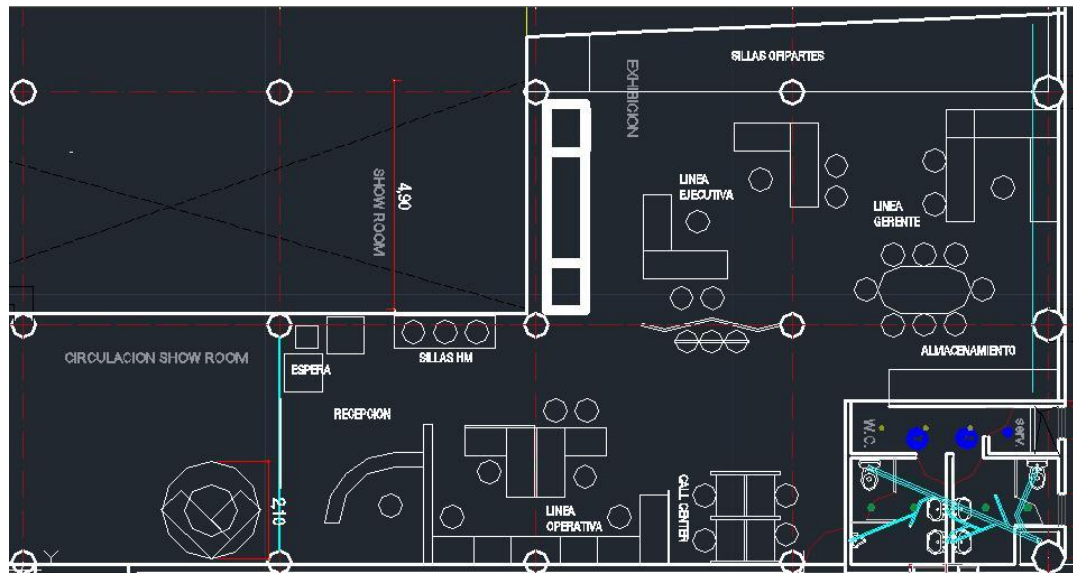 SILLAS OFIPARTES
EXHIBICION
LINEA
EJECUTIVA
LINEA
GERENTE
4,90
SHOW ROOM
CIRCULACION SHOW ROOM
ESPERA
SILLAS HM
ALMACENAMIENTO
RECEPCION
W.C.
serv.
2,10
LINEA
OPERATIVA
CALL CENTER
Y